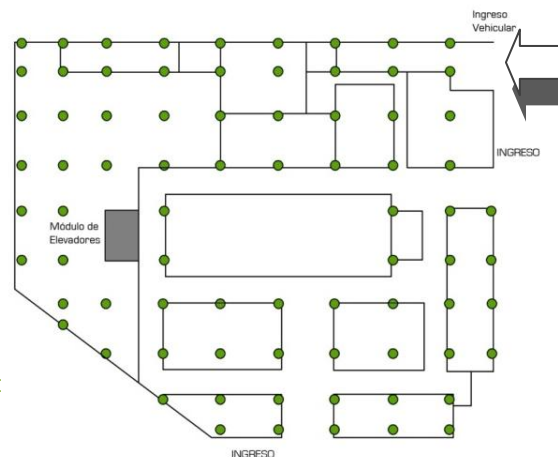 Ingreso
Vehicular
INGRESO
Módulo de
Elevadores
INGRESO